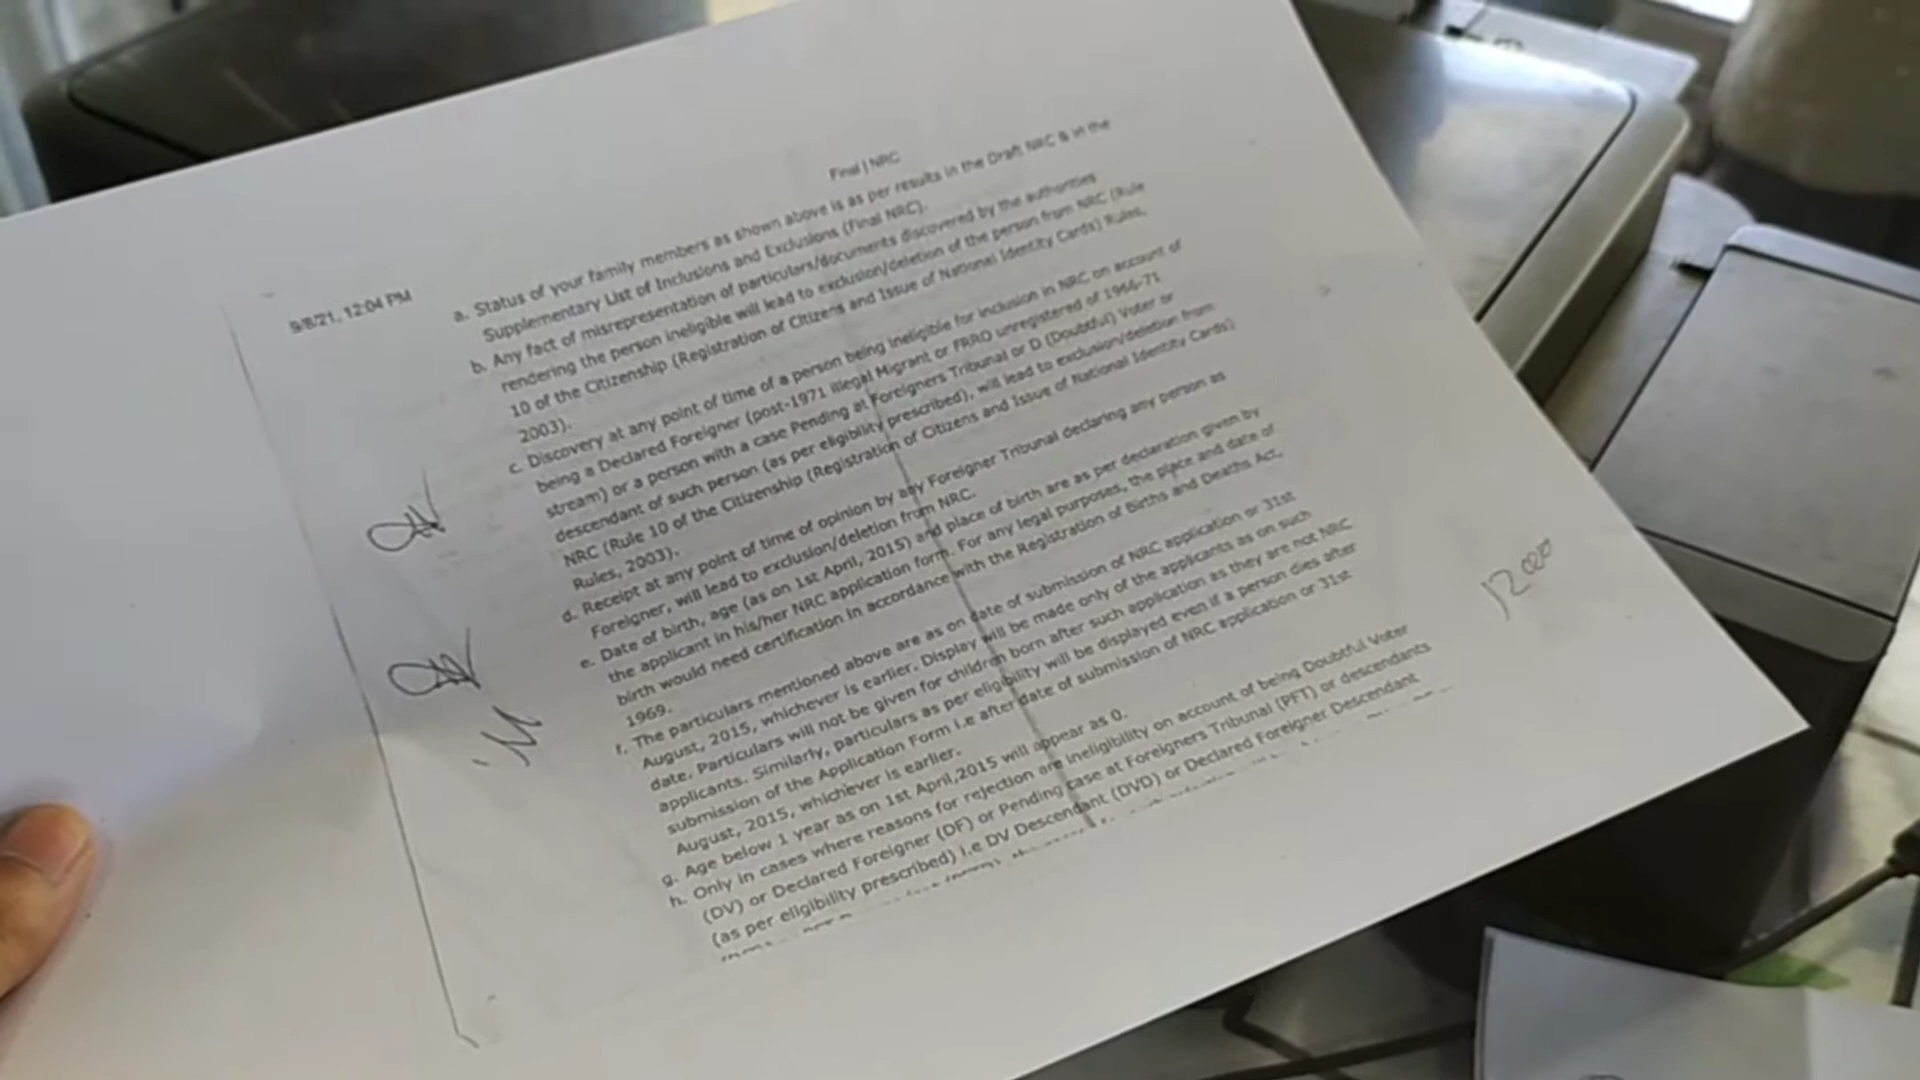 9/8/21, 12:04 PM
Final | NRC
a. Status of your family members as shown above is as per results in the Draft NRC & in the
Supplementary List of Inclusions and Exclusions (Final NRC).
b. Any fact of misrepresentation of particulars/documents discovered by the authorities
rendering the person ineligible will lead to exclusion/deletion of the person from NRC (Rule
10 of the Citizenship (Registration of Citizens and Issue of National Identity Cards) Rules,
2003).
c. Discovery at any point of time of a person being ineligible for inclusion in NRC on account of
being a Declared Foreigner (post-1971 illegal Migrant or FRRO unregistered of 1966-71
stream) or a person with a case Pending at Foreigners Tribunal or D (Doubtful) Voter or
descendant of such person (as per eligibility prescribed), will lead to exclusion/deletion from
NRC (Rule 10 of the Citizenship (Registration of Citizens and Issue of National Identity Cards)
Rules, 2003).
d. Receipt at any point of time of opinion by any Foreigner Tribunal declaring any person as
Foreigner, will lead to exclusion/deletion from NRC.
e. Date of birth, age (as on 1st April, 2015) and place of birth are as per declaration given by
the applicant in his/her NRC application form. For any legal purposes, the place and date of
birth would need certification in accordance with the Registration of Births and Deaths Act,
1969.
f. The particulars mentioned above are as on date of submission of NRC application or 31st
August, 2015, whichever is earlier. Display will be made only of the applicants as on such
date. Particulars will not be given for children born after such application as they are not NRC
applicants. Similarly, particulars as per eligibility will be displayed even if a person dies after
submission of the Application Form i.e after date of submission of NRC application or 31st
August, 2015, whichever is earlier.
g. Age below 1 year as on 1st April,2015 will appear as 0.
h. Only in cases where reasons for rejection are ineligibility on account of being Doubtful Voter
(DV) or Declared Foreigner (DF) or Pending case at Foreigners Tribunal (PFT) or descendants
(as per eligibility prescribed) i.e DV Descendant (DVD) or Declared Foreigner Descendant